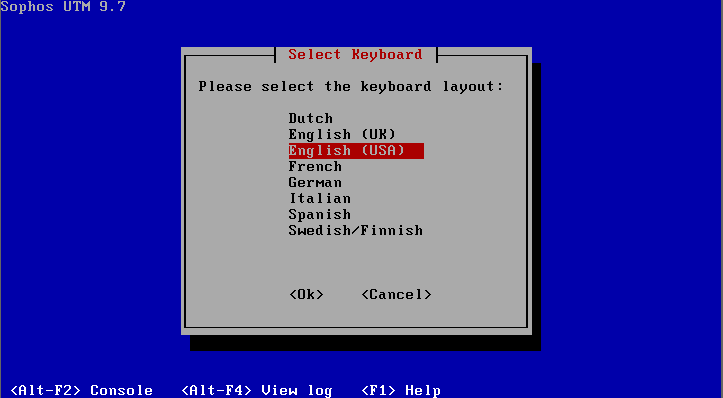 Sophos UTM 9.7
Select Keyboard
Please select the keyboard layout:
Dutch
English (UK)
English (USA)
French
German
Italian
Spanish
Swedish/Finnish
<Ok> <Cancel>
<Alt-F2> Console <Alt-F4> View log <F1> Help